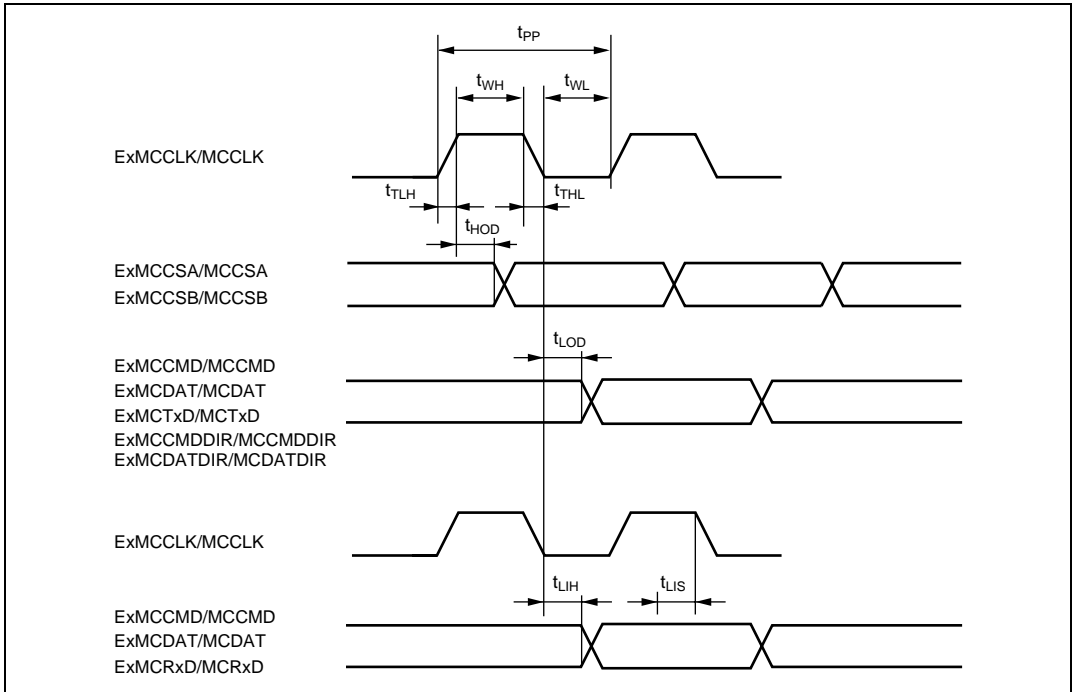 tPP
tWH tWL
ExMCCLK/MCCLK
tTLH tTHL
tHOD
ExMCCSA/MCCSA
ExMCCSB/MCCSB
tLOD
ExMCCMD/MCCMD
ExMCDAT/MCDAT
ExMCTxD/MCTxD
ExMCCMDDIR/MCCMDDIR
ExMCDATDIR/MCDATDIR
ExMCCLK/MCCLK
tLIH tLIS
ExMCCMD/MCCMD
ExMCDAT/MCDAT
ExMCRxD/MCRxD